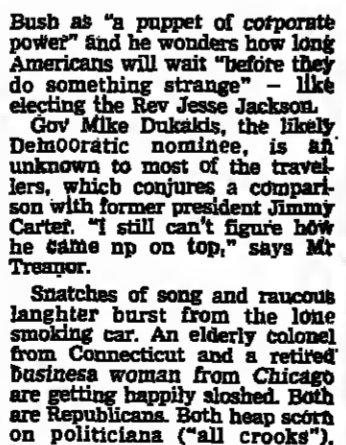 Bush as "a puppet of corporate
power" and he wonders how long
Americans will wait "before they
do something strange" — like
electing the Rev Jesse Jackson.
Gov Mike Dukakis, the likely
Democratic nominee, is an
unknown to most of the travel-
lers, which conjures a compari-
son with former president Jimmy
Carter. "I still can't figure how
he came np on top," says Mr
Treanor.
Snatches of song and raucous
langhter burst from the lone
smoking car. An elderly colonel
from Connecticut and a retired
businesa woman from Chicago
are getting happily sloshed. Both
are Republicans. Both heap scorn
on politiciana ("all crooks"),